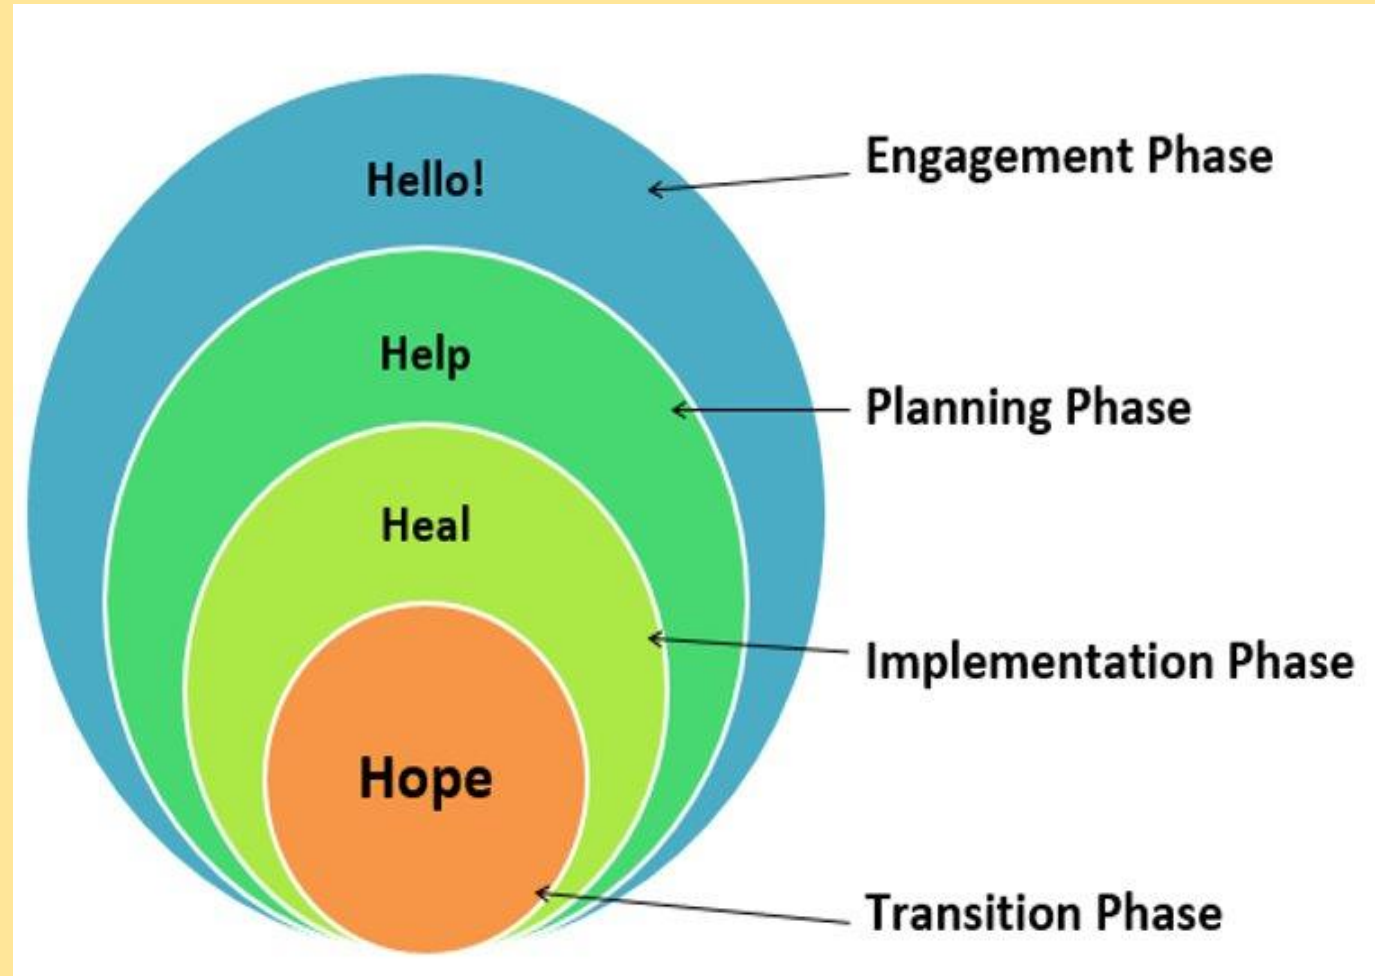 Hello!
Engagement Phase
Help
Planning Phase
Heal
Implementation Phase
Hope
Transition Phase